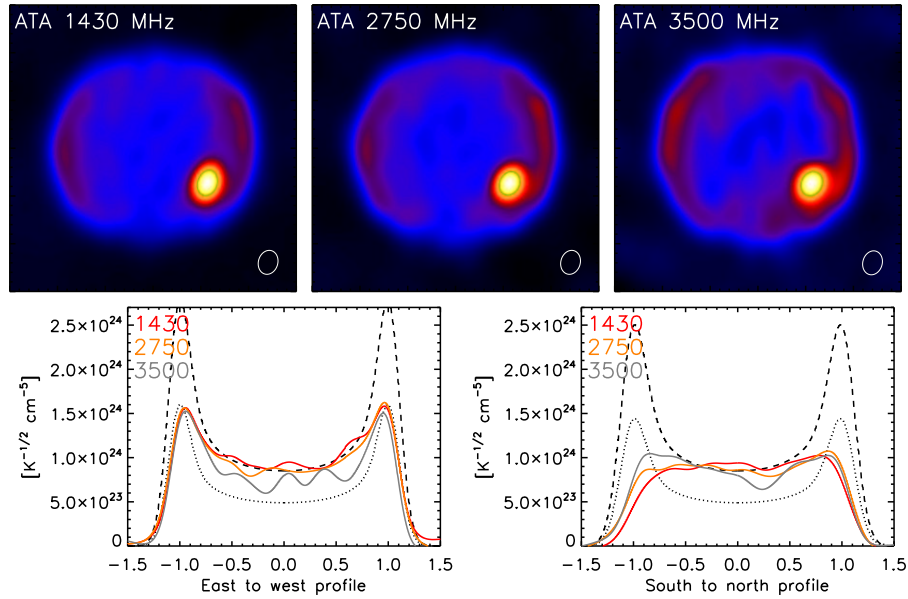 ATA 1430 MHz
ATA 2750 MHz
ATA 3500 MHz
2.5×10²⁴
2.0×10²⁴
1.5×10²⁴
1.0×10²⁴
5.0×10²³
0
[K⁻¹/² cm⁻⁵]
1430
2750
3500
−1.5 −1.0 −0.5 0.0 0.5 1.0 1.5
East to west profile
2.5×10²⁴
2.0×10²⁴
1.5×10²⁴
1.0×10²⁴
5.0×10²³
0
[K⁻¹/² cm⁻⁵]
1430
2750
3500
−1.5 −1.0 −0.5 0.0 0.5 1.0 1.5
South to north profile